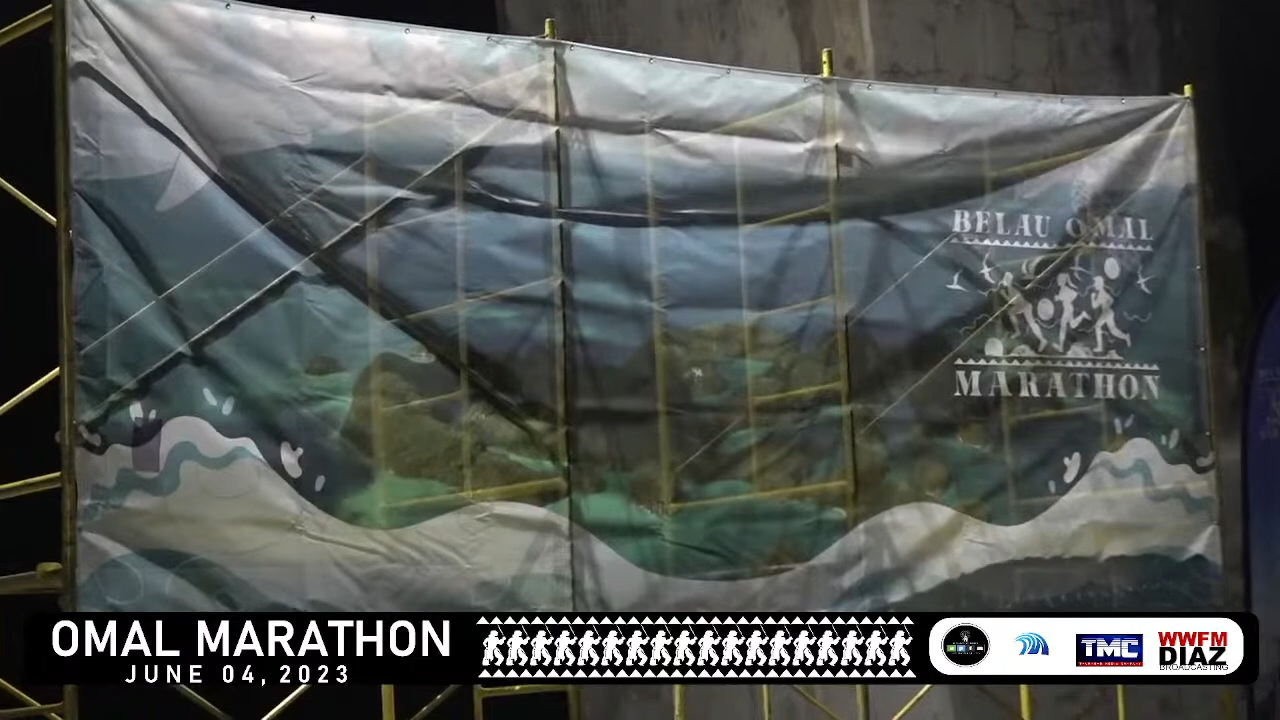 BELAU OMAL
MARATHON
OMAL MARATHON
JUNE 04, 2023
TMC
WWFM
DIAZ
BROADCASTING